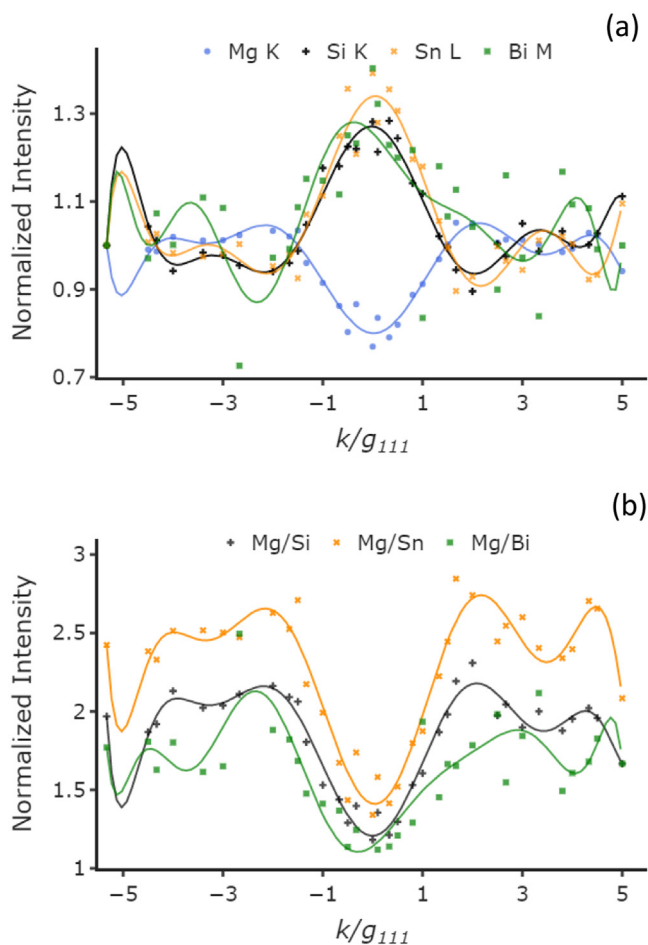 (a)
Mg K Si K Sn L Bi M
Normalized Intensity
1.3
1.1
0.9
0.7
−5 −3 −1 1 3 5
k/g111
(b)
Mg/Si Mg/Sn Mg/Bi
Normalized Intensity
3
2.5
2
1.5
1
−5 −3 −1 1 3 5
k/g111